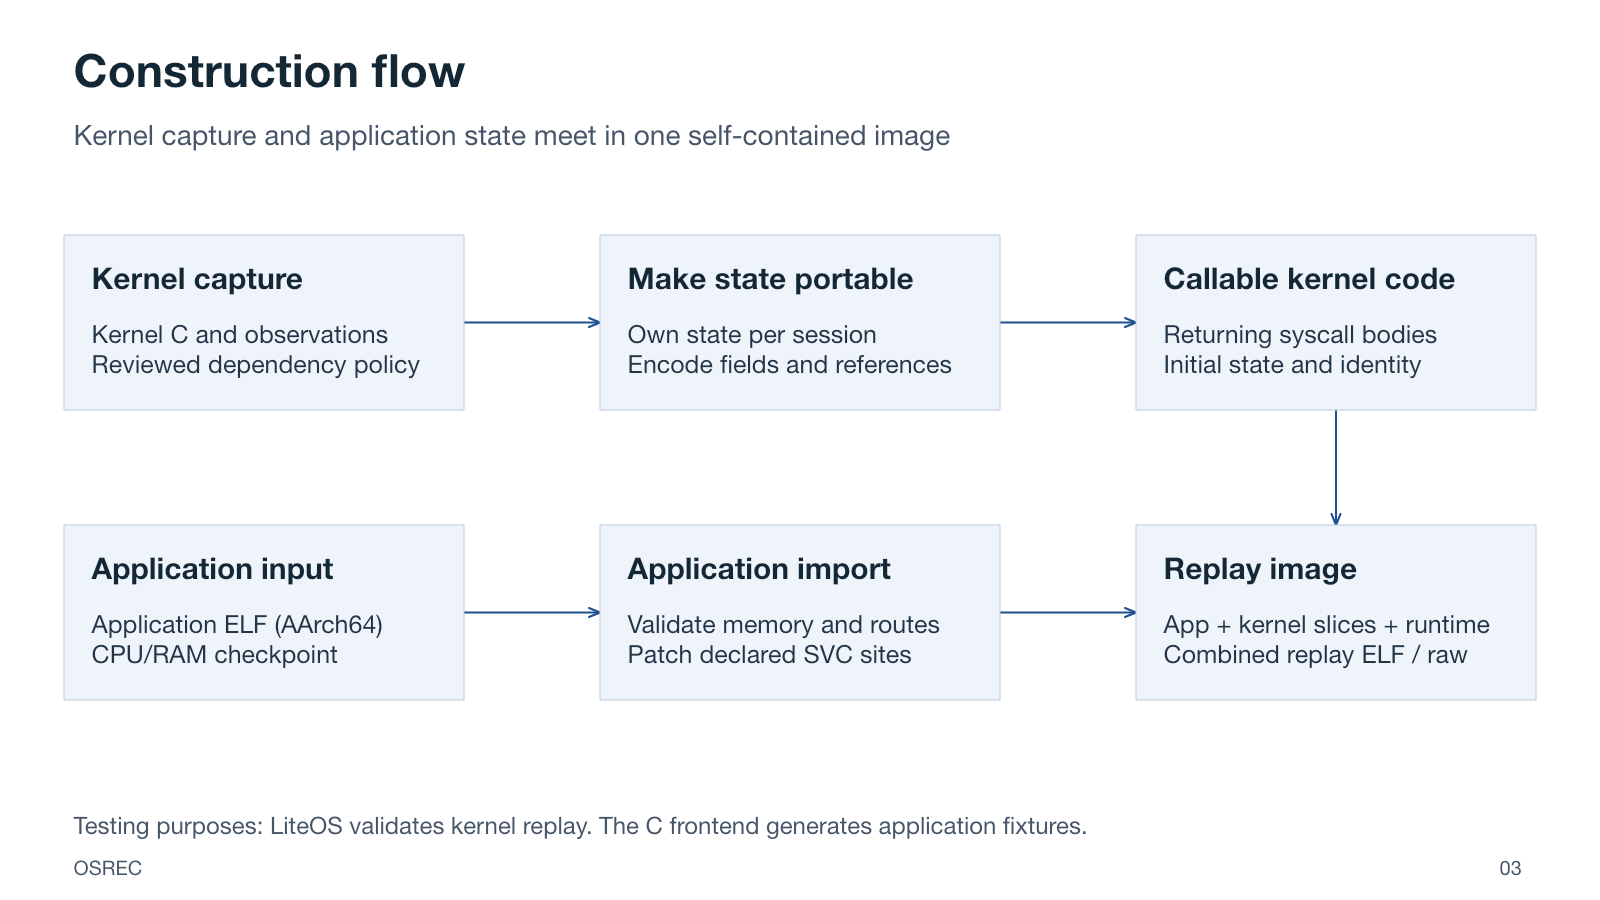 Construction flow
Kernel capture and application state meet in one self-contained image
Kernel capture
Kernel C and observations
Reviewed dependency policy
Make state portable
Own state per session
Encode fields and references
Callable kernel code
Returning syscall bodies
Initial state and identity
Application input
Application ELF (AArch64)
CPU/RAM checkpoint
Application import
Validate memory and routes
Patch declared SVC sites
Replay image
App + kernel slices + runtime
Combined replay ELF / raw
Testing purposes: LiteOS validates kernel replay. The C frontend generates application fixtures.
OSREC
03